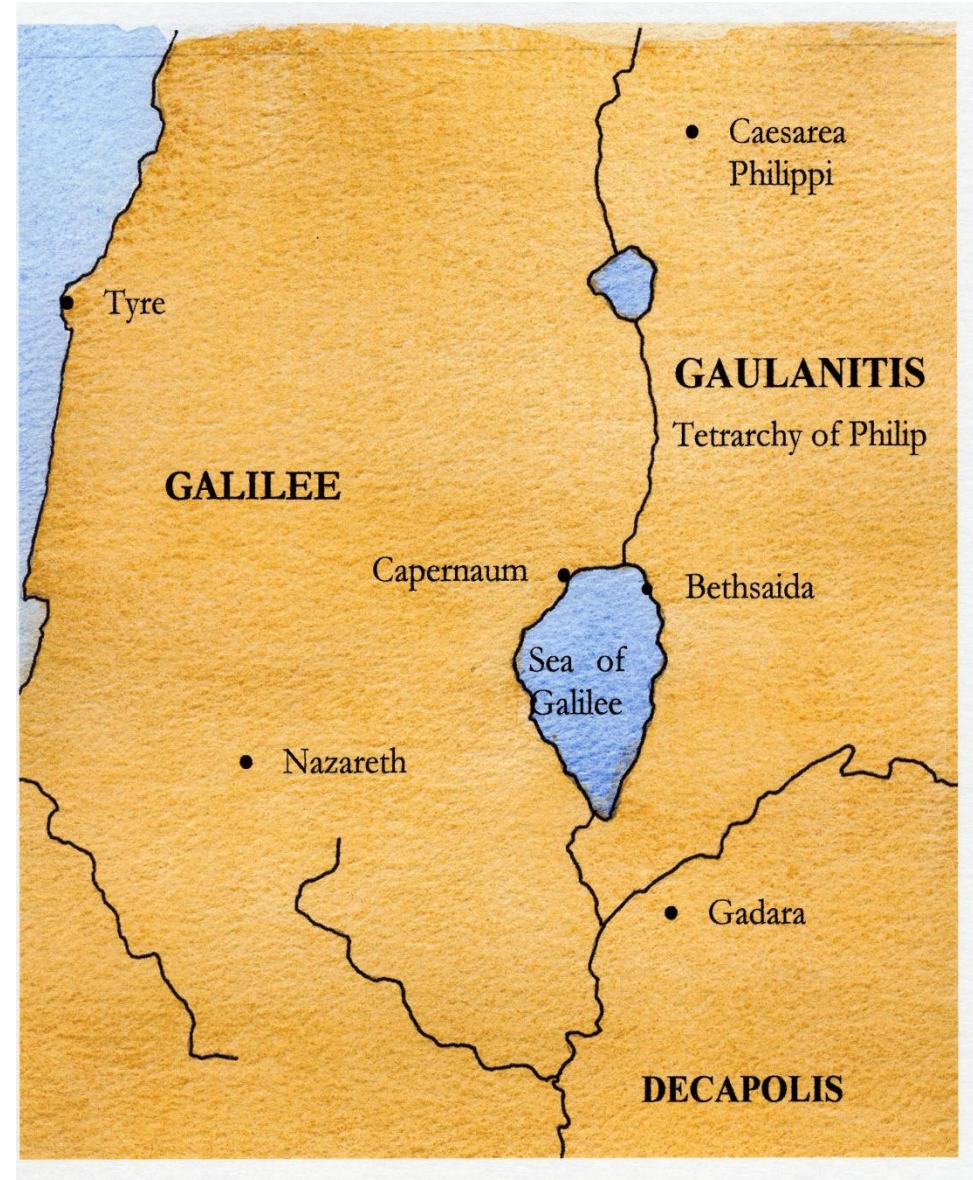 Caesarea
Philippi
Tyre
GAULANITIS
Tetrarchy of Philip
GALILEE
Capernaum
Bethsaida
Sea of
Galilee
Nazareth
Gadara
DECAPOLIS